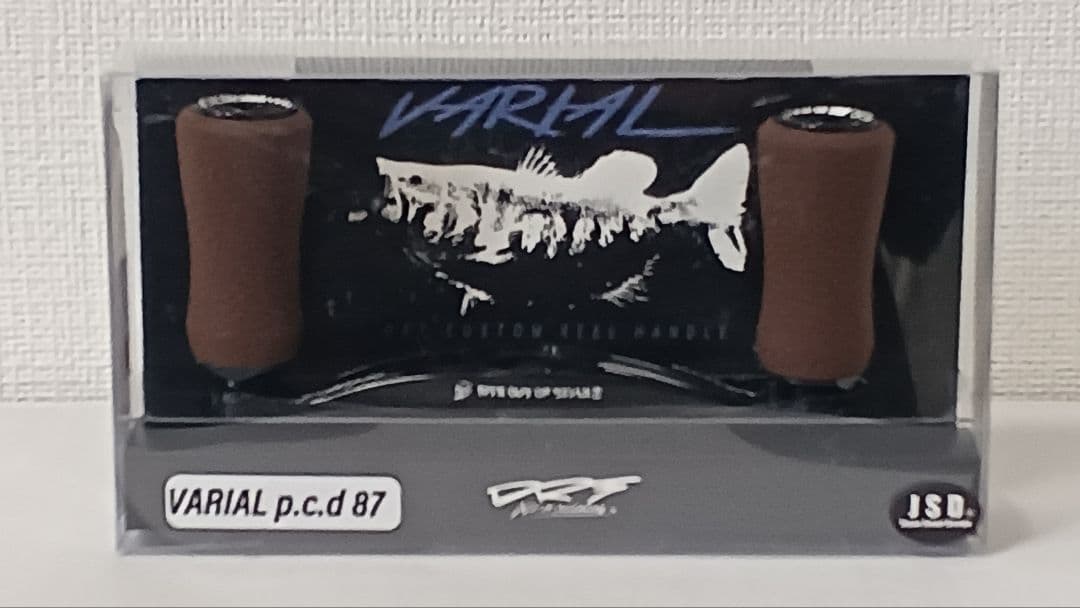 VARIAL
DRT CUSTOM REAL HANDLE
VARIAL p.c.d 87
DRT
JSD